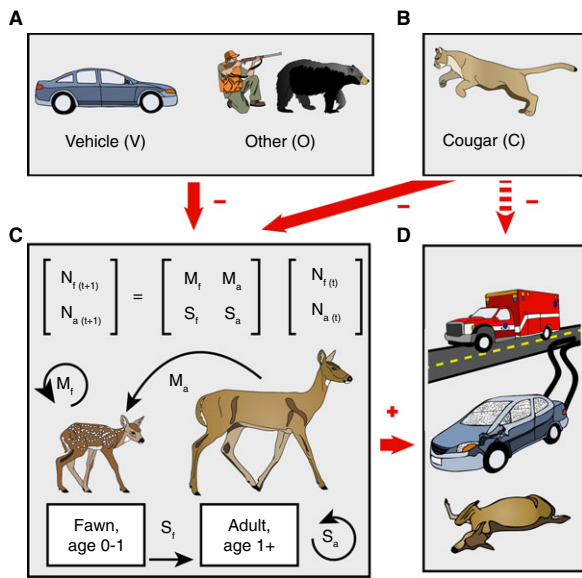 A
B
Vehicle (V)
Other (O)
Cougar (C)
–
–
–
C
D
N f (t+1)
N a (t+1)
=
M f M a
S f S a
N f (t)
N a (t)
M f
M a
+
Fawn,
age 0-1
S f
Adult,
age 1+
S a